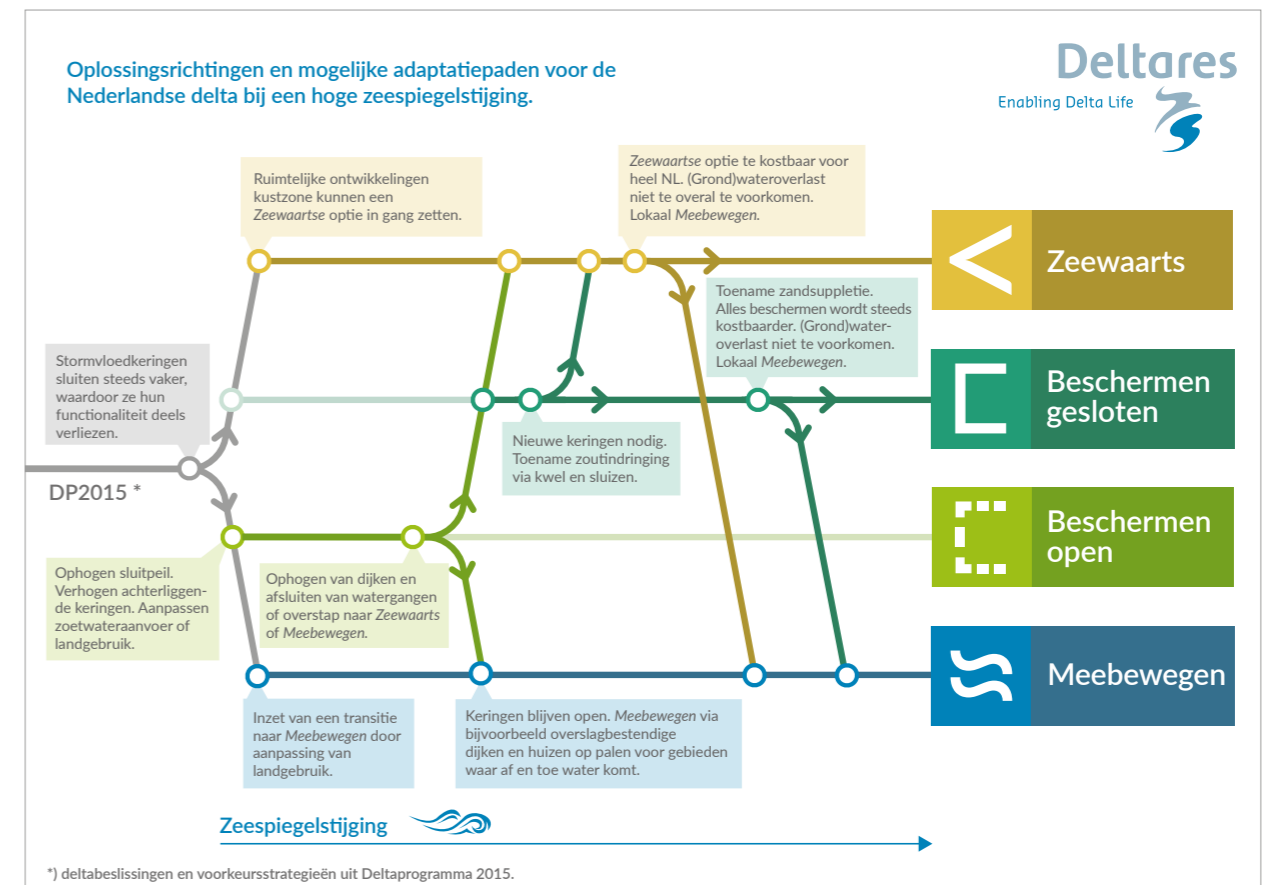 Oplossingsrichtingen en mogelijke adaptatiepaden voor de
Nederlandse delta bij een hoge zeespiegelstijging.
Deltares
Enabling Delta Life
Ruimtelijke ontwikkelingen
kustzone kunnen een
Zeewaartse optie in gang zetten.
Zeewaartse optie te kostbaar voor
heel NL. (Grond)wateroverlast
niet te overal te voorkomen.
Lokaal Meebewegen.
Zeewaarts
Toename zandsuppletie.
Alles beschermen wordt steeds
kostbaarder. (Grond)water-
overlast niet te voorkomen.
Lokaal Meebewegen.
Stormvloedkeringen
sluiten steeds vaker,
waardoor ze hun
functionaliteit deels
verliezen.
Beschermen
gesloten
Nieuwe keringen nodig.
Toename zoutindringing
via kwel en sluizen.
DP2015 *
Beschermen
open
Ophogen sluitpeil.
Verhogen achterliggen-
de keringen. Aanpassen
zoetwateraanvoer of
landgebruik.
Ophogen van dijken en
afsluiten van watergangen
of overstap naar Zeewaarts
of Meebewegen.
Meebewegen
Inzet van een transitie
naar Meebewegen door
aanpassing van
landgebruik.
Keringen blijven open. Meebewegen via
bijvoorbeeld overslagbestendige
dijken en huizen op palen voor gebieden
waar af en toe water komt.
Zeespiegelstijging
*) deltabeslissingen en voorkeursstrategieën uit Deltaprogramma 2015.